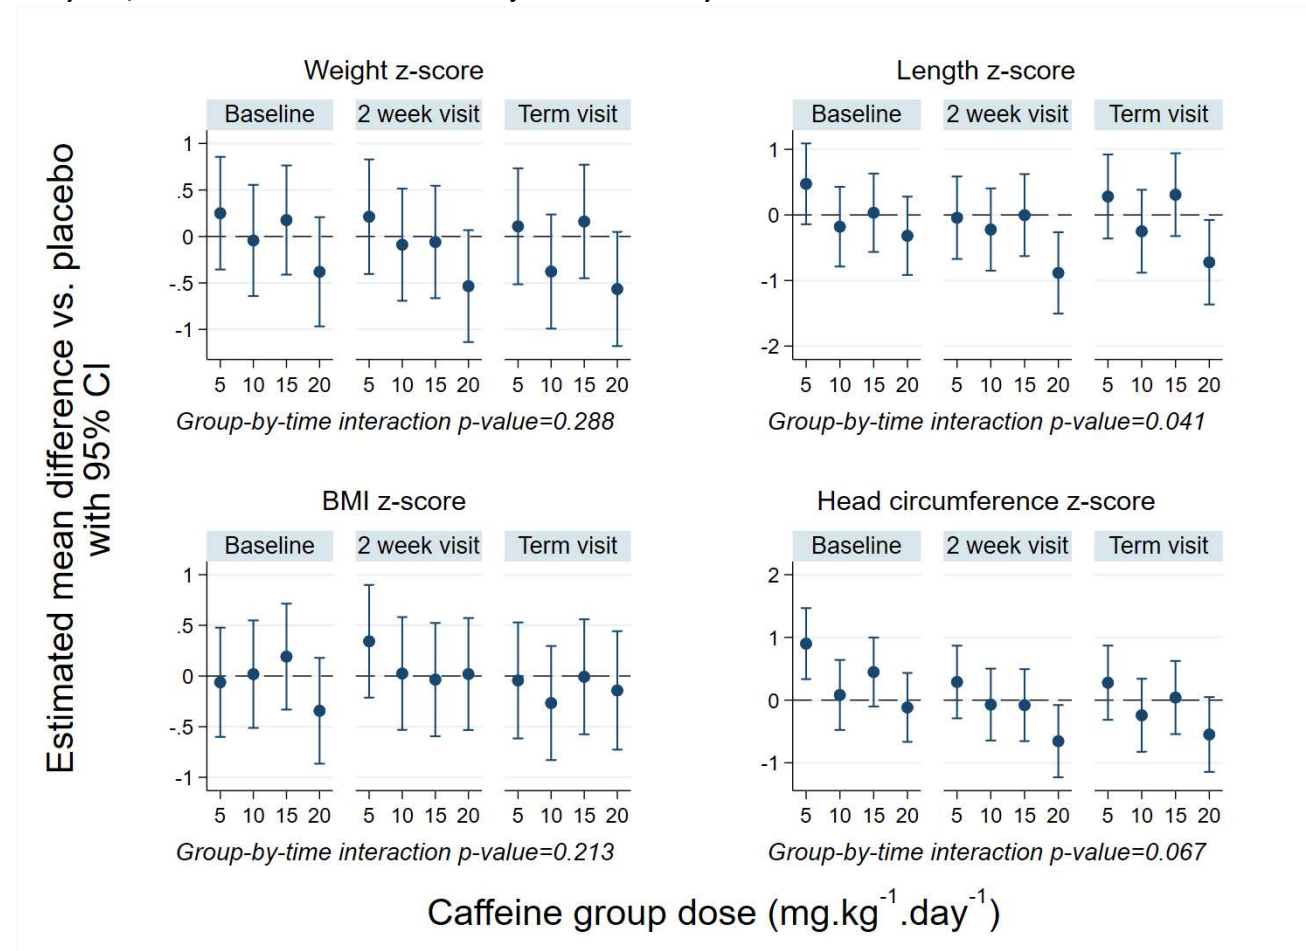 Weight z-score
Baseline 2 week visit Term visit
1
.5
0
-.5
-1
5 10 15 20 5 10 15 20 5 10 15 20
Group-by-time interaction p-value=0.288
Length z-score
Baseline 2 week visit Term visit
1
0
-1
-2
5 10 15 20 5 10 15 20 5 10 15 20
Group-by-time interaction p-value=0.041
Estimated mean difference vs. placebo
with 95% CI
BMI z-score
Baseline 2 week visit Term visit
1
.5
0
-.5
-1
5 10 15 20 5 10 15 20 5 10 15 20
Group-by-time interaction p-value=0.213
Head circumference z-score
Baseline 2 week visit Term visit
2
1
0
-1
5 10 15 20 5 10 15 20 5 10 15 20
Group-by-time interaction p-value=0.067
Caffeine group dose (mg.kg⁻¹.day⁻¹)